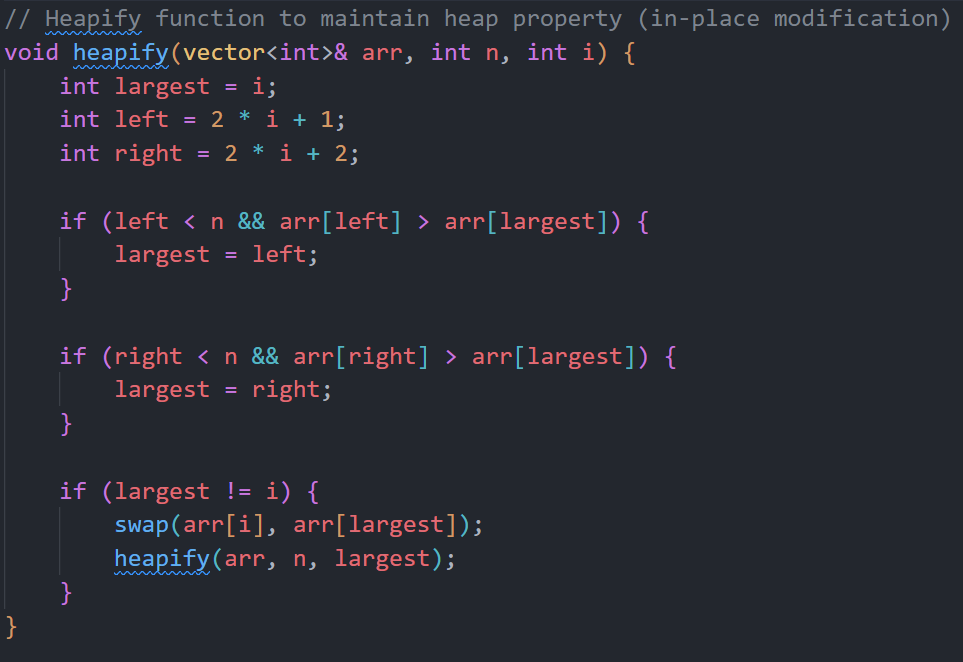 // Heapify function to maintain heap property (in-place modification)
void heapify(vector<int>& arr, int n, int i) {
    int largest = i;
    int left = 2 * i + 1;
    int right = 2 * i + 2;

    if (left < n && arr[left] > arr[largest]) {
        largest = left;
    }

    if (right < n && arr[right] > arr[largest]) {
        largest = right;
    }

    if (largest != i) {
        swap(arr[i], arr[largest]);
        heapify(arr, n, largest);
    }
}